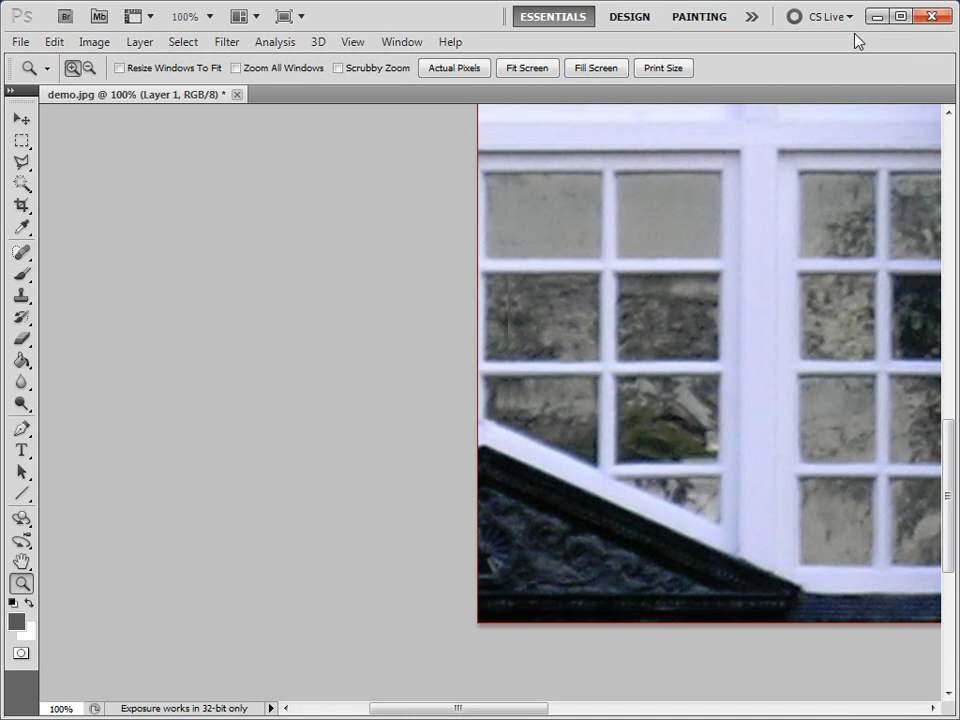 Ps Br Mb 100% ESSENTIALS DESIGN PAINTING CS Live
File Edit Image Layer Select Filter Analysis 3D View Window Help
Resize Windows To Fit Zoom All Windows Scrubby Zoom Actual Pixels Fit Screen Fill Screen Print Size
demo.jpg @ 100% (Layer 1, RGB/8) *
T
100% Exposure works in 32-bit only